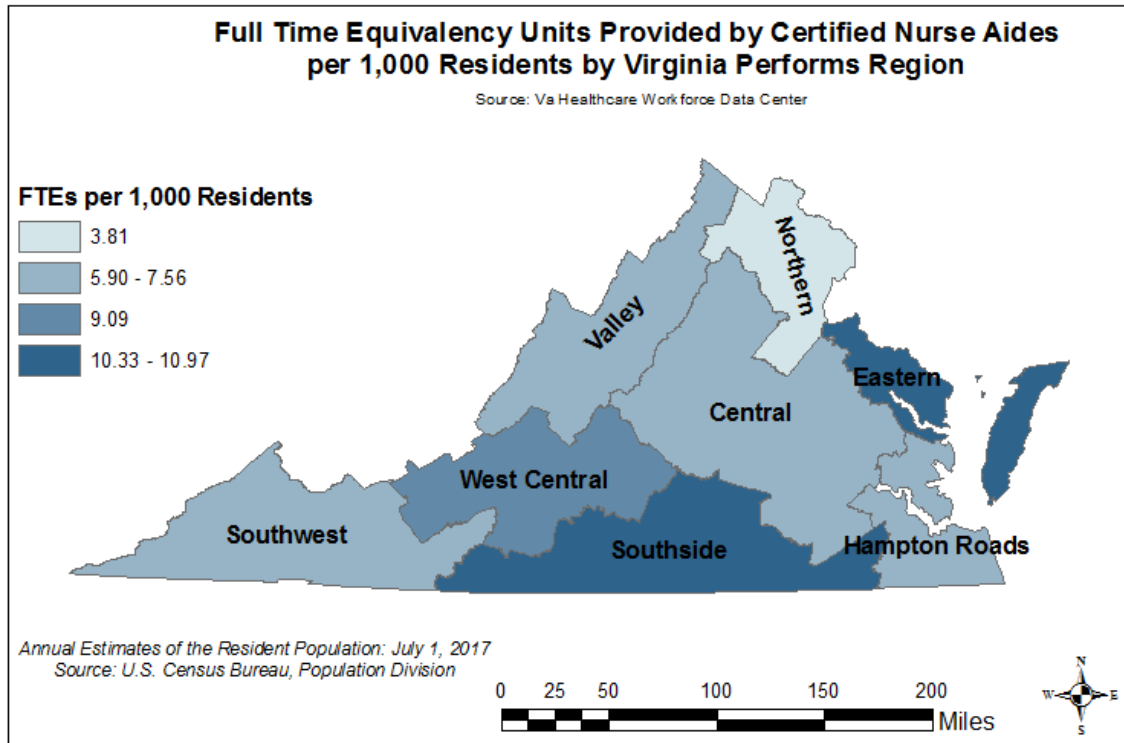 Full Time Equivalency Units Provided by Certified Nurse Aides
per 1,000 Residents by Virginia Performs Region
Source: Va Healthcare Workforce Data Center
FTEs per 1,000 Residents
3.81
5.90 - 7.56
9.09
10.33 - 10.97
Northern
Valley
Eastern
Central
West Central
Southwest
Southside
Hampton Roads
Annual Estimates of the Resident Population: July 1, 2017
Source: U.S. Census Bureau, Population Division
0 25 50 100 150 200
Miles
N
W E
S